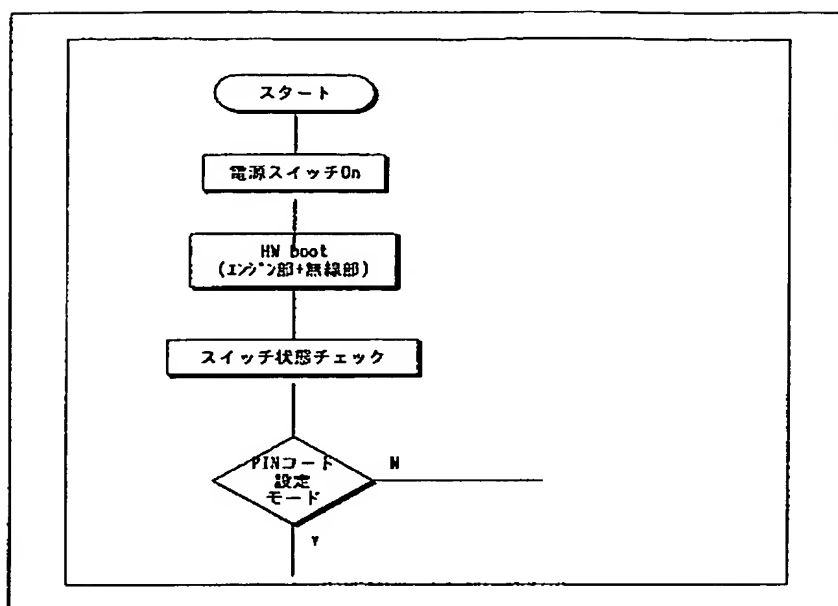 スタート
電源スイッチOn
HW boot
(エンジン部+無線部)
スイッチ状態チェック
PINコード
設定
モード
N
Y